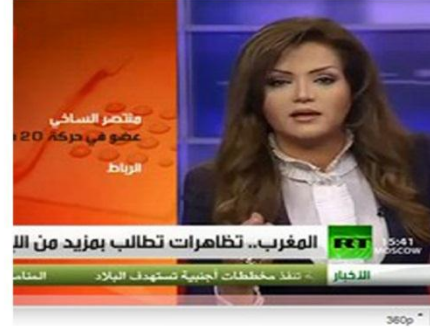 منتصر الساخي
عضو في حركة 20
الرباط
المغرب.. تظاهرات تطالب بمزيد من
RT 15:41
MOSCOW
الأخبار تنفذ مخططات أجنبية تستهدف البلاد
360p